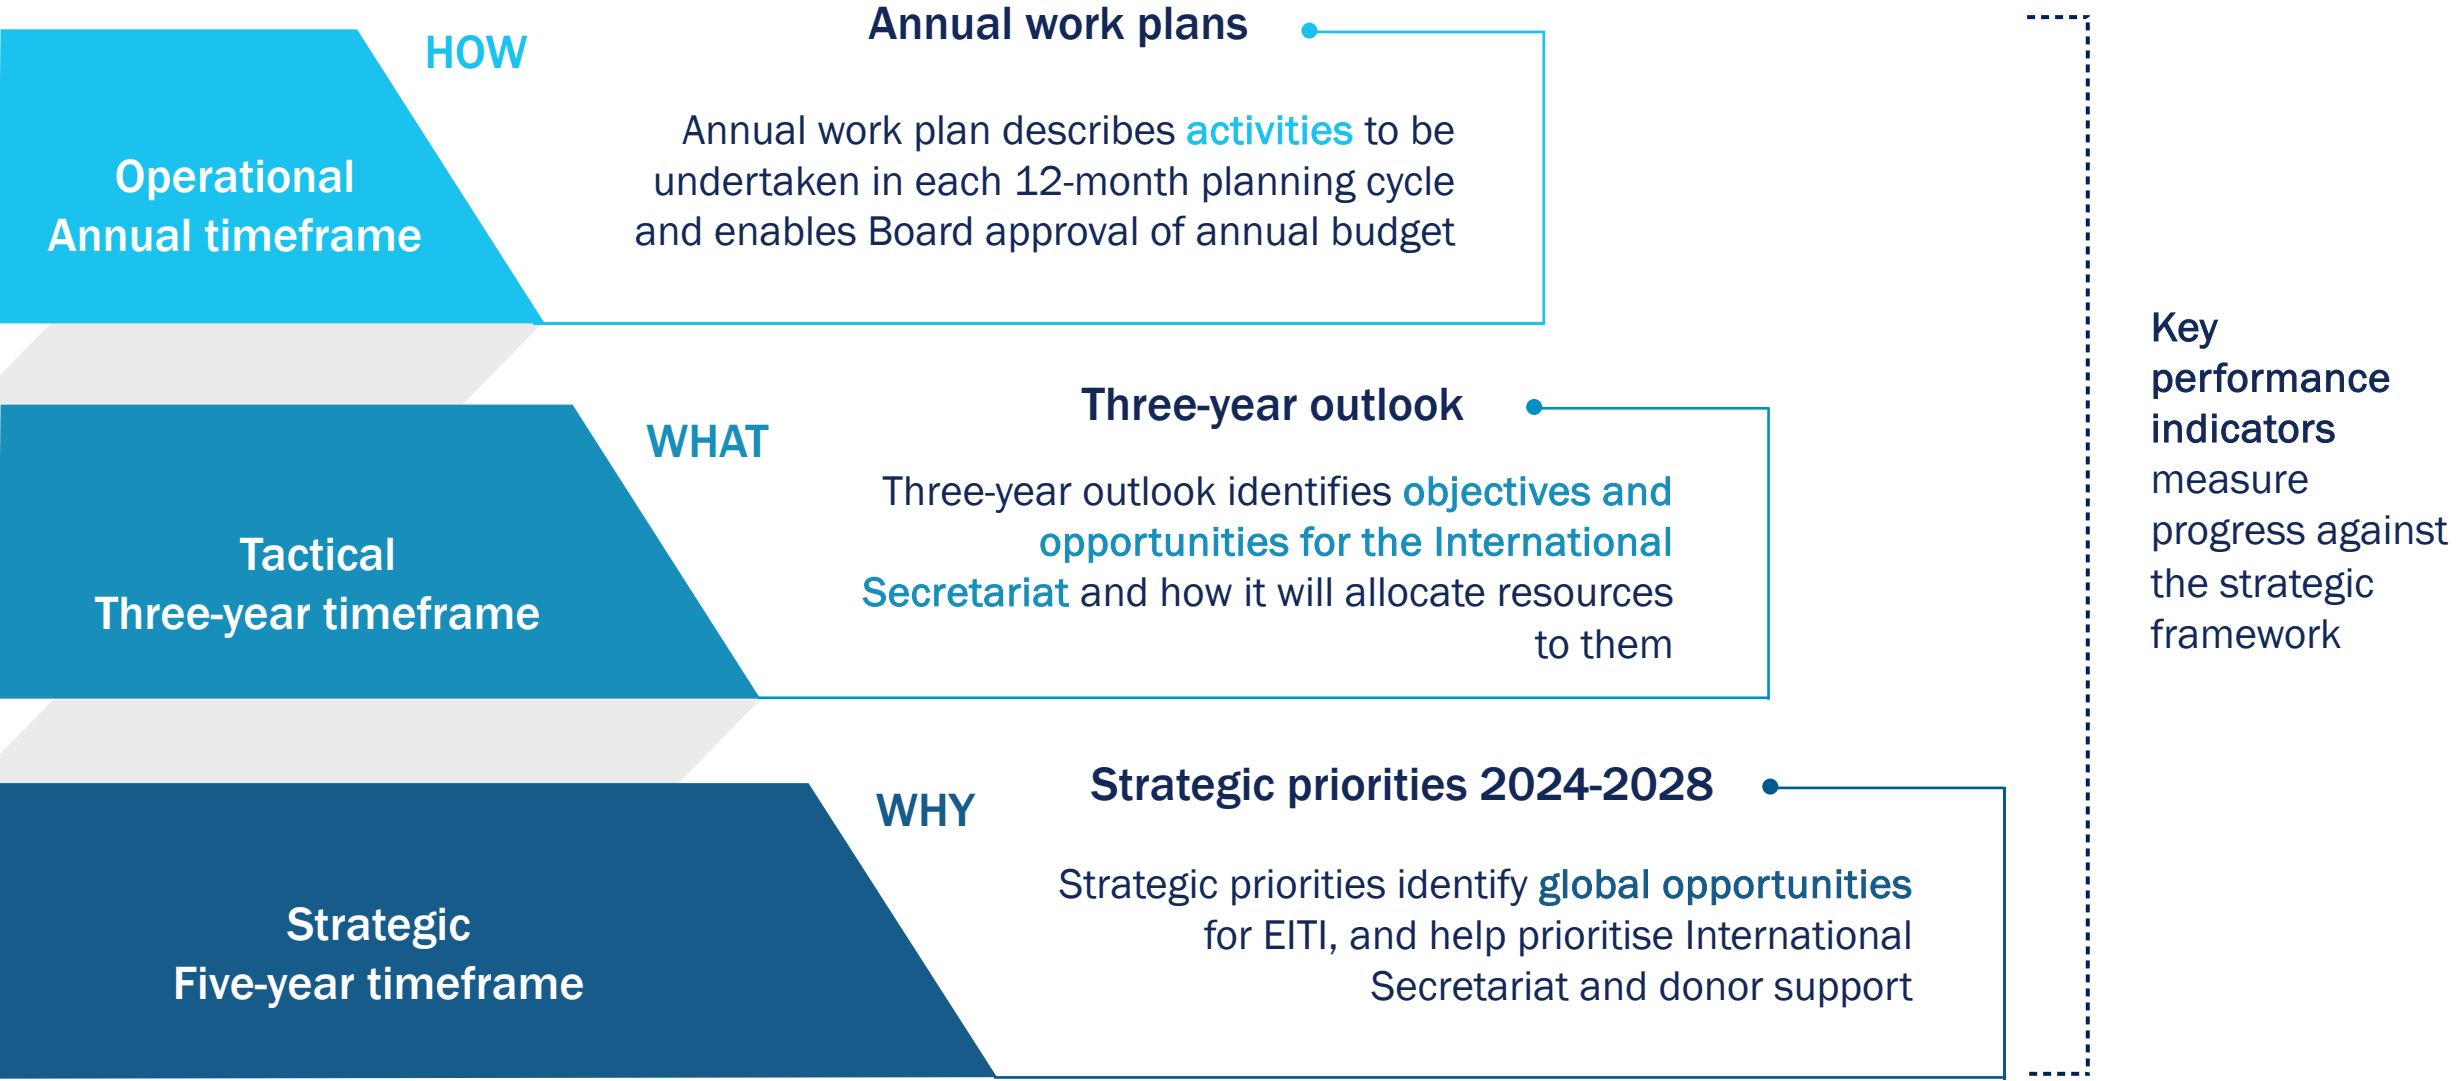 Operational
Annual timeframe
HOW
Annual work plans
Annual work plan describes activities to be
undertaken in each 12-month planning cycle
and enables Board approval of annual budget
Tactical
Three-year timeframe
WHAT
Three-year outlook
Three-year outlook identifies objectives and
opportunities for the International
Secretariat and how it will allocate resources
to them
Strategic
Five-year timeframe
WHY
Strategic priorities 2024-2028
Strategic priorities identify global opportunities
for EITI, and help prioritise International
Secretariat and donor support
Key
performance
indicators
measure
progress against
the strategic
framework